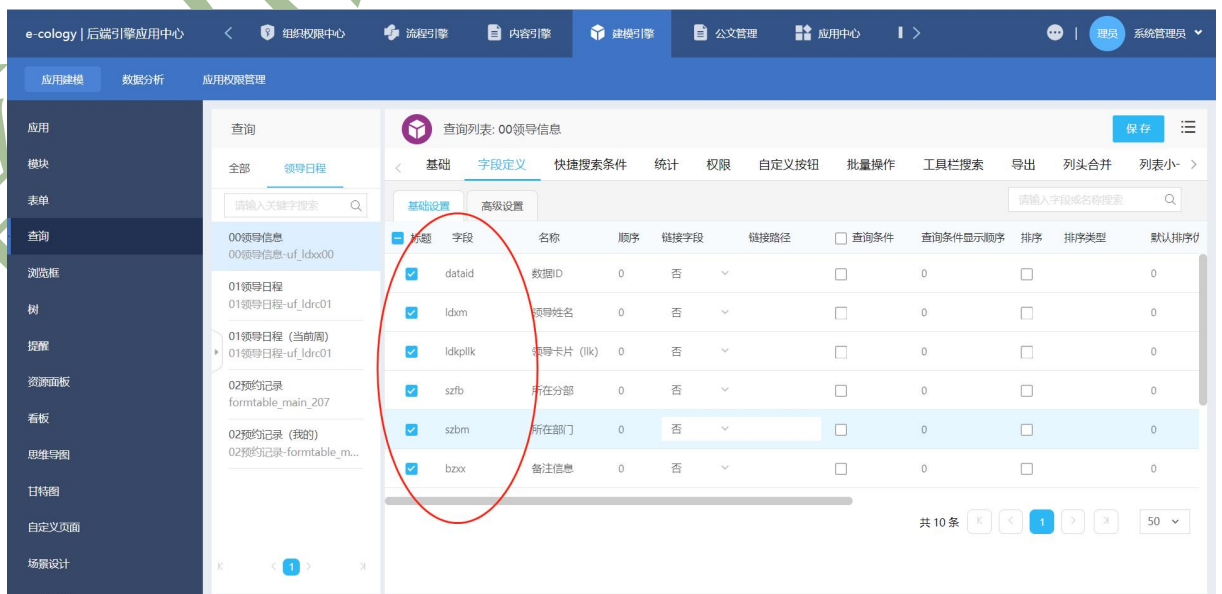 e-cology | 后端引擎应用中心 组织权限中心 流程引擎 内容引擎 建模引擎 公文管理 应用中心 理员 系统管理员
应用建模 数据分析 应用权限管理
应用
模块
表单
查询
浏览框
树
提醒
资源面板
看板
思维导图
甘特图
自定义页面
场景设计
查询
全部 领导日程
请输入关键字搜索
00领导信息
00领导信息-uf_ldxx00
01领导日程
01领导日程-uf_ldrc01
01领导日程（当前周）
01领导日程-uf_ldrc01
02预约记录
formtable_main_207
02预约记录（我的）
02预约记录-formtable_m...
1
查询列表: 00领导信息 保存
基础 字段定义 快捷搜索条件 统计 权限 自定义按钮 批量操作 工具栏搜索 导出 列头合并 列表小-
基础设置 高级设置 请输入字段或名称搜索
标题 字段 名称 顺序 链接字段 链接路径 查询条件 查询条件显示顺序 排序 排序类型 默认排序
dataid 数据ID 0 否 0 0
ldxm 领导姓名 0 否 0 0
ldkpllk 领导卡片（llk） 0 否 0 0
szfb 所在分部 0 否 0 0
szbm 所在部门 0 否 0 0
bzxx 备注信息 0 否 0 0
共 10 条 1 50